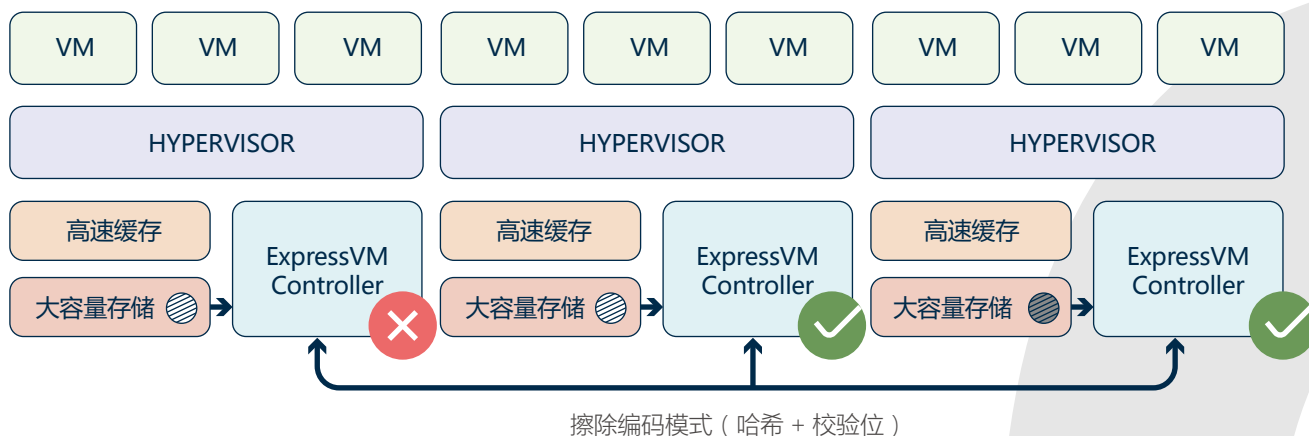 VM VM VM VM VM VM VM VM VM
HYPERVISOR HYPERVISOR HYPERVISOR
高速缓存 高速缓存 高速缓存
ExpressVM ExpressVM ExpressVM
Controller Controller Controller
大容量存储 大容量存储 大容量存储
擦除编码模式（哈希 + 校验位）